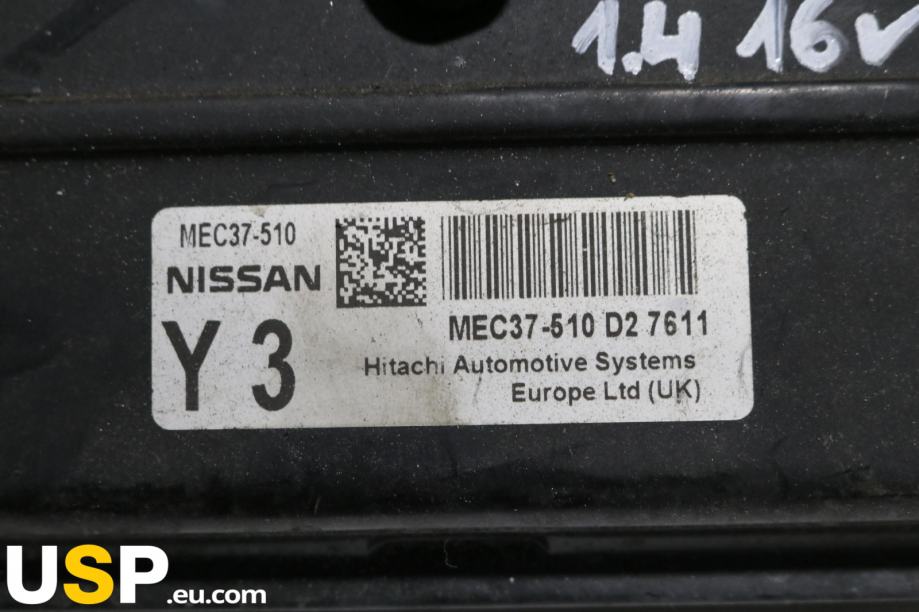 1.4 16v
MEC37-510
NISSAN
Y 3
MEC37-510 D2 7611
Hitachi Automotive Systems
Europe Ltd (UK)
USP.eu.com